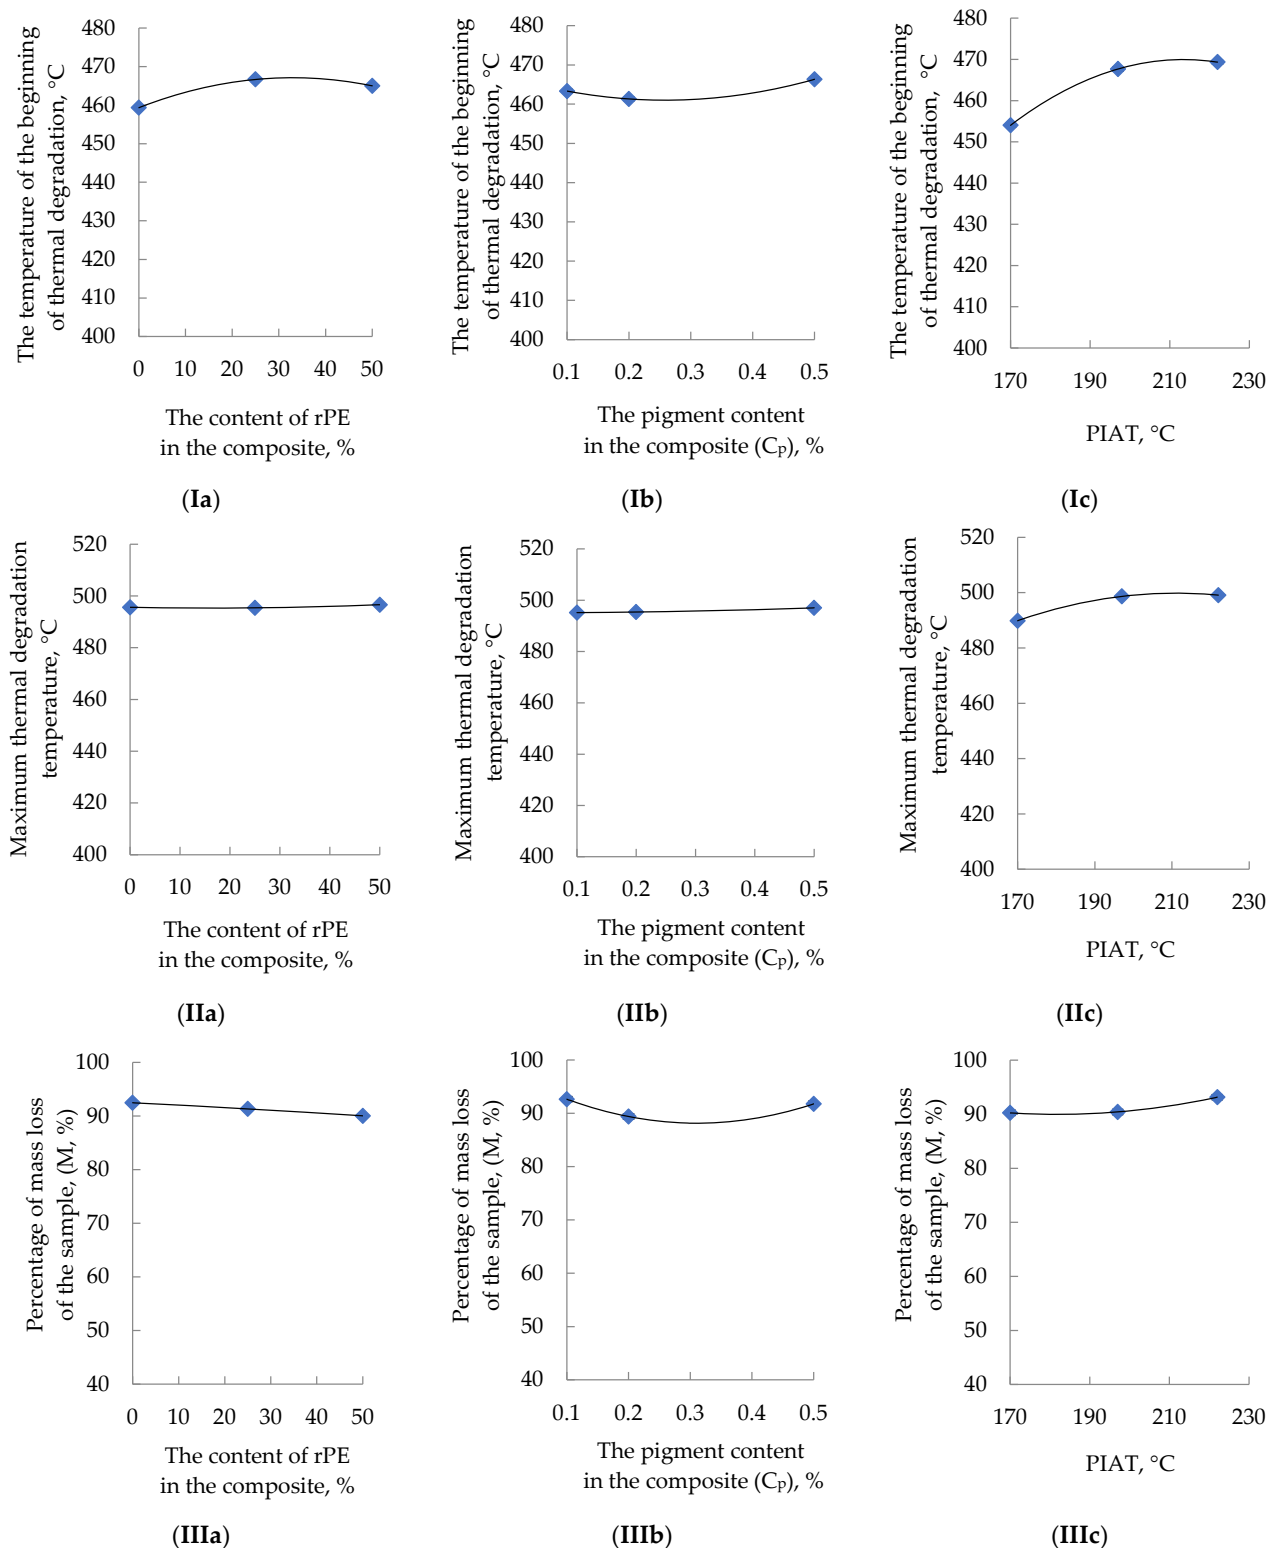 The temperature of the beginning
of thermal degradation, °C
480
470
460
450
440
430
420
410
400
0 10 20 30 40 50
The content of rPE
in the composite, %
(Ia)
The temperature of the beginning
of thermal degradation, °C
480
470
460
450
440
430
420
410
400
0.1 0.2 0.3 0.4 0.5
The pigment content
in the composite (Cp), %
(Ib)
The temperature of the beginning
of thermal degradation, °C
480
470
460
450
440
430
420
410
400
170 190 210 230
PIAT, °C
(Ic)
Maximum thermal degradation
temperature, °C
520
500
480
460
440
420
400
0 10 20 30 40 50
The content of rPE
in the composite, %
(IIa)
Maximum thermal degradation
temperature, °C
520
500
480
460
440
420
400
0.1 0.2 0.3 0.4 0.5
The pigment content
in the composite (Cp), %
(IIb)
Maximum thermal degradation
temperature, °C
520
500
480
460
440
420
400
170 190 210 230
PIAT, °C
(IIc)
Percentage of mass loss
of the sample, (M, %)
100
90
80
70
60
50
40
0 10 20 30 40 50
The content of rPE
in the composite, %
(IIIa)
Percentage of mass loss
of the sample, (M, %)
100
90
80
70
60
50
40
0.1 0.2 0.3 0.4 0.5
The pigment content
in the composite (Cp), %
(IIIb)
Percentage of mass loss
of the sample, (M, %)
100
90
80
70
60
50
40
170 190 210 230
PIAT, °C
(IIIc)